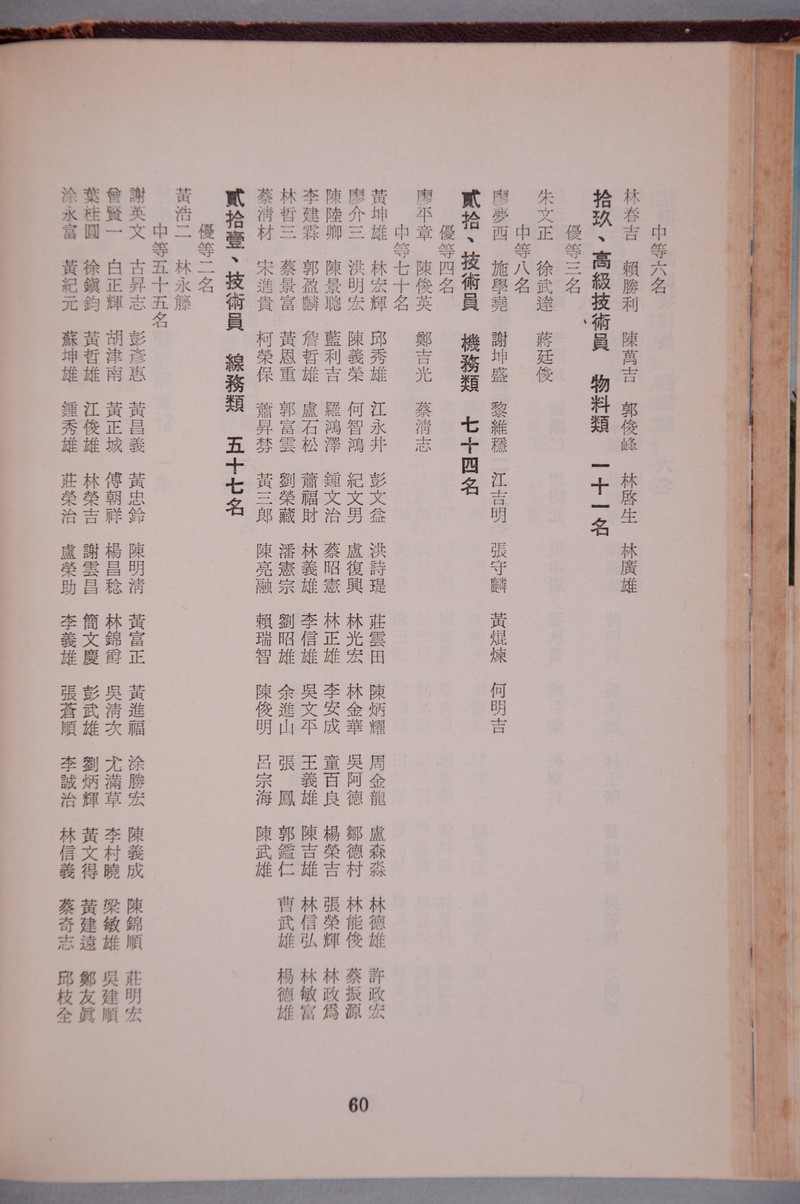 中等六名
林春吉 賴勝利 陳萬吉 郭俊峰 林啓生 林廣雄
拾玖、高級技術員 物料類 一十一名
優等三名
朱文正 徐武達 蔣廷俊
中等八名
廖夢西 施學堯 謝坤盛 黎維穩 江吉明 張守麟 黃焜煉 何明吉
貳拾、技術員 機務類 七十四名
優等四名
廖平章 陳俊英 鄭吉光 蔡淸志
中等七十名
黃坤雄 林宏輝 邱秀雄 江永井 彭文益 洪詩瑅 莊雲田 陳炳耀 周金龍 盧森淼 林德雄 許政宏
廖介三 洪明宏 陳義榮 何智鴻 紀文男 盧復興 林光宏 林金華 吳阿德 鄒德村 林能俊 蔡振源
陳陸卿 陳景聰 藍利吉 羅鴻澤 鍾文治 蔡昭憲 林正雄 李安成 童百良 楊榮吉 張榮輝 林政爲
李建霖 郭盈麟 詹哲雄 盧石松 蕭福財 林義雄 李信雄 吳文平 王義雄 陳吉雄 林信弘 林敏富
林哲三 蔡景富 黃恩重 郭富雲 劉榮藏 潘憲宗 劉昭雄 余進山 張 鳳 郭鑑仁 曹武雄 楊德雄
蔡淸材 宋進貴 柯榮保 蕭昇棼 黃三郎 陳亮融 賴瑞智 陳俊明 呂宗海 陳武雄
貳拾壹、技術員 線務類 五十七名
優等二名
黃浩二 林永籐
中等五十五名
謝英文 古昇志 彭彥惠 黃昌義 黃忠鈴 陳明淸 黃富正 黃進福 涂勝宏 陳義成 陳錦順 莊明宏
曾賢一 白正輝 胡津南 黃正城 傅朝祥 楊昌稔 林錦爵 吳淸次 尤滿草 李村曉 梁敏雄 吳建順
葉桂圓 徐鎭鈞 黃哲雄 江俊雄 林榮吉 謝雲昌 簡文慶 彭武雄 劉炳輝 黃文得 黃建遠 鄭友眞
涂永富 黃紀元 蘇坤雄 鍾秀雄 莊榮治 盧榮助 李義雄 張蒼順 李誠治 林信義 蔡奇志 邱枝全
60